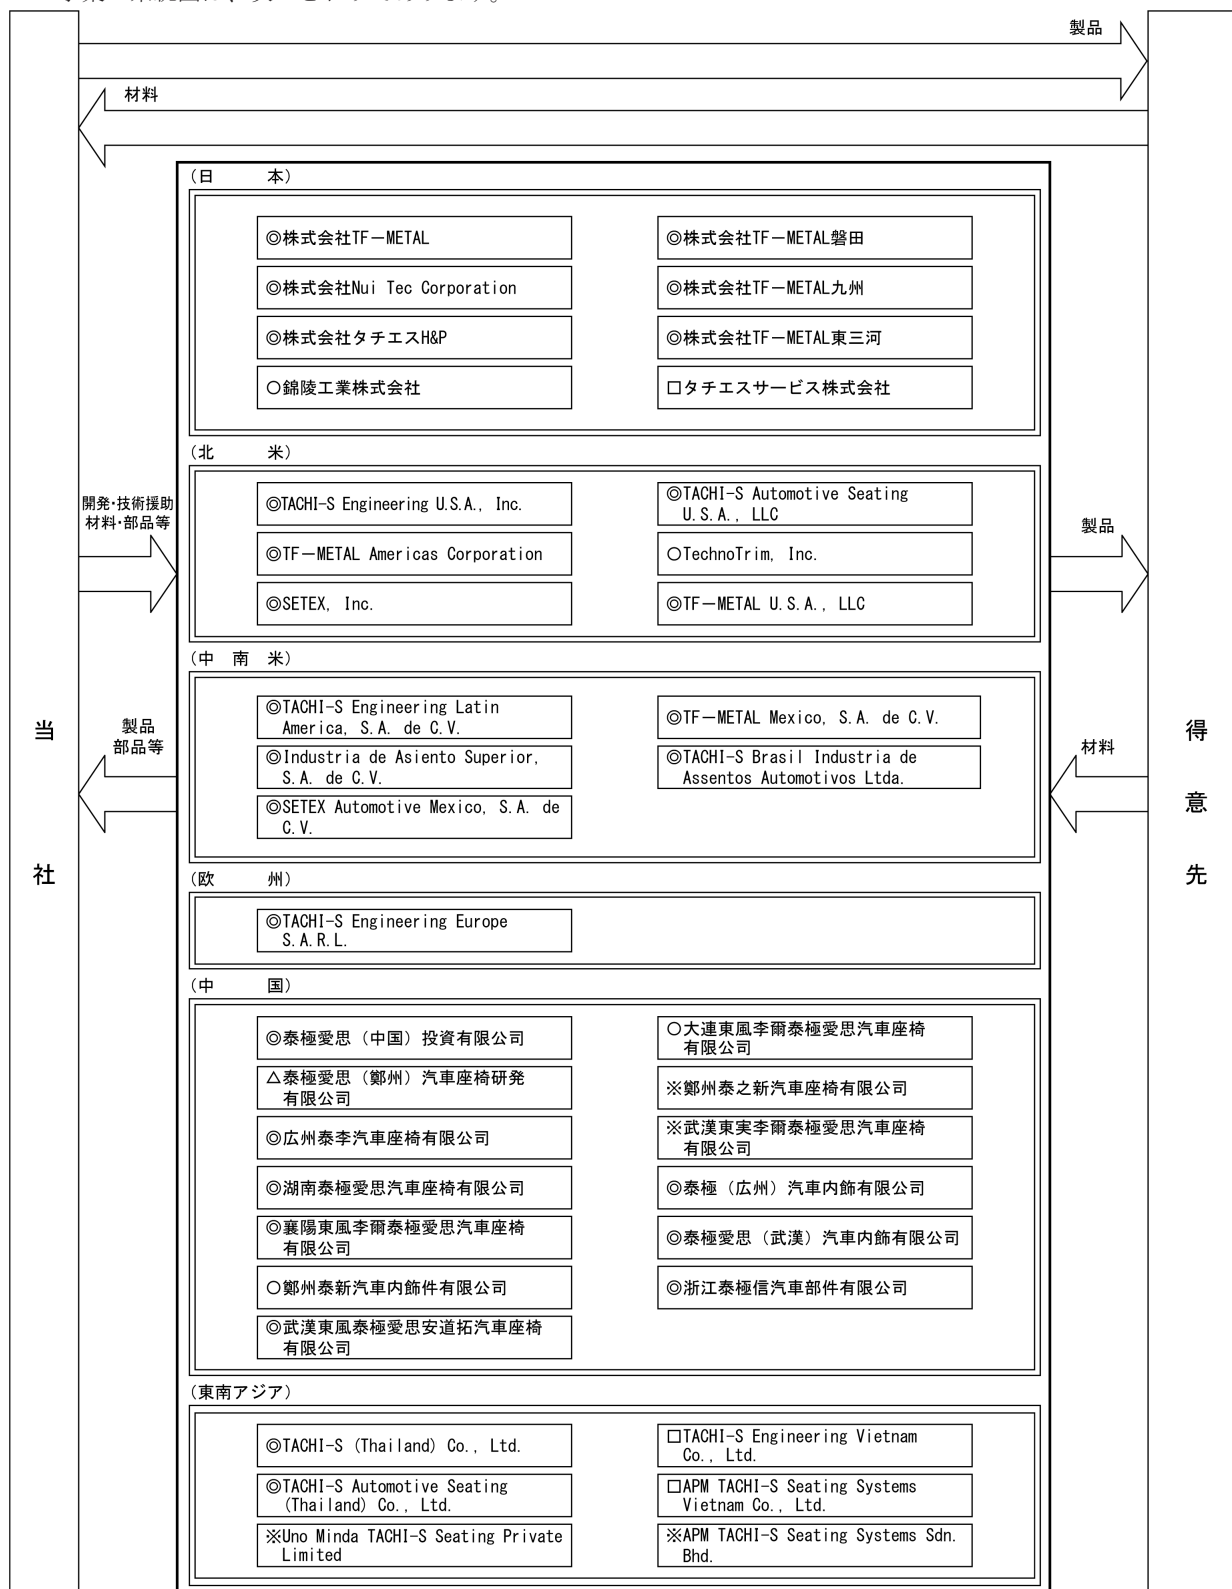 製品
材料
（日　　　本）
◎株式会社TF－METAL
◎株式会社TF－METAL磐田
◎株式会社Nui Tec Corporation
◎株式会社TF－METAL九州
◎株式会社タチエスH&P
◎株式会社TF－METAL東三河
○錦陵工業株式会社
□タチエスサービス株式会社
（北　　　米）
◎TACHI-S Engineering U.S.A., Inc.
◎TACHI-S Automotive Seating
U.S.A., LLC
◎TF－METAL Americas Corporation
○TechnoTrim, Inc.
◎SETEX, Inc.
◎TF－METAL U.S.A., LLC
開発・技術援助
材料・部品等
製品
（中　南　米）
◎TACHI-S Engineering Latin
America, S.A. de C.V.
◎TF－METAL Mexico, S.A. de C.V.
◎Industria de Asiento Superior,
S.A. de C.V.
◎TACHI-S Brasil Industria de
Assentos Automotivos Ltda.
◎SETEX Automotive Mexico, S.A. de
C.V.
製品
部品等
材料
当社
得意先
（欧　　　州）
◎TACHI-S Engineering Europe
S.A.R.L.
（中　　　国）
◎泰極愛思（中国）投資有限公司
○大連東風李爾泰極愛思汽車座椅
有限公司
△泰極愛思（鄭州）汽車座椅研発
有限公司
※鄭州泰之新汽車座椅有限公司
◎広州泰李汽車座椅有限公司
※武漢東実李爾泰極愛思汽車座椅
有限公司
◎湖南泰極愛思汽車座椅有限公司
◎泰極（広州）汽車内飾有限公司
◎襄陽東風李爾泰極愛思汽車座椅
有限公司
◎泰極愛思（武漢）汽車内飾有限公司
○鄭州泰新汽車内飾件有限公司
◎浙江泰極信汽車部件有限公司
◎武漢東風泰極愛思安道拓汽車座椅
有限公司
（東南アジア）
◎TACHI-S (Thailand) Co., Ltd.
□TACHI-S Engineering Vietnam
Co., Ltd.
◎TACHI-S Automotive Seating
(Thailand) Co., Ltd.
□APM TACHI-S Seating Systems
Vietnam Co., Ltd.
※Uno Minda TACHI-S Seating Private
Limited
※APM TACHI-S Seating Systems Sdn.
Bhd.